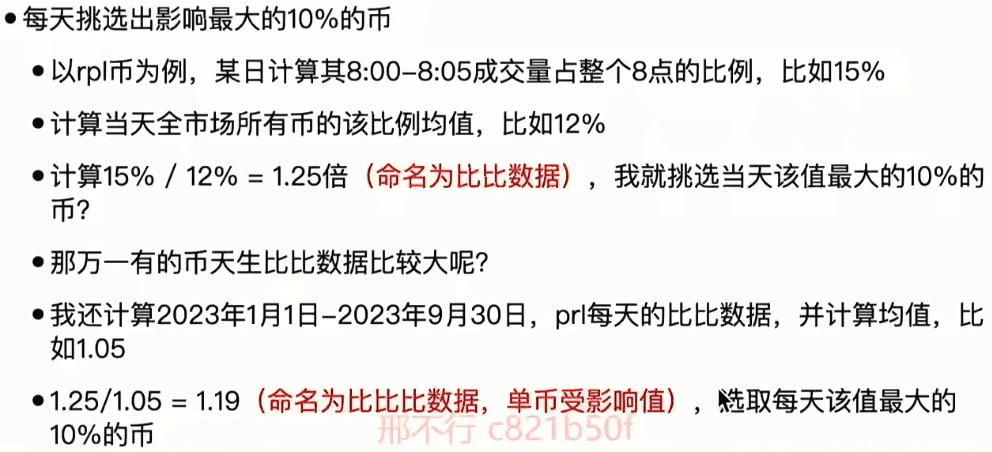 •每天挑选出影响最大的10%的币
•以rpl币为例，某日计算其8:00-8:05成交量占整个8点的比例，比如15%
•计算当天全市场所有币的该比例均值，比如12%
•计算15% / 12% = 1.25倍（命名为比比数据），我就挑选当天该值最大的10%的
币？
•那万一有的币天生比比数据比较大呢？
•我还计算2023年1月1日-2023年9月30日，prl每天的比比数据，并计算均值，比
如1.05
•1.25/1.05 = 1.19（命名为比比比数据，单币受影响值），选取每天该值最大的
10%的币
邢不行 c821b50f